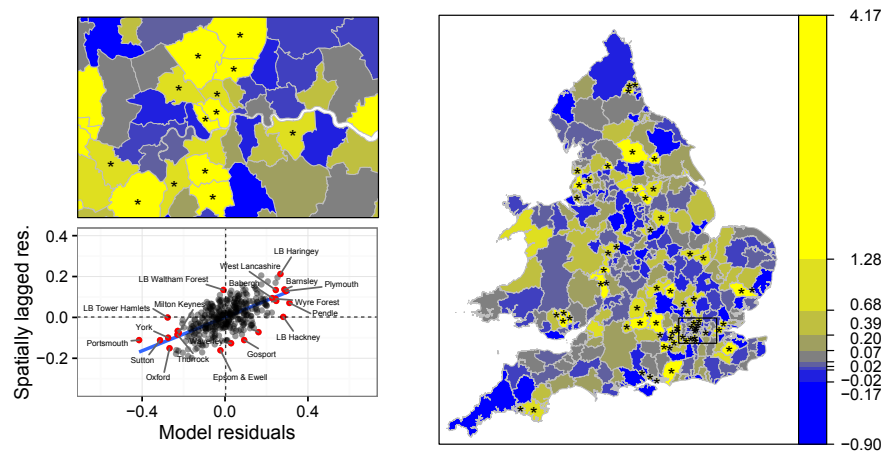 4.17
1.28
0.68
0.39
0.20
0.07
0.02
−0.02
−0.17
−0.90
Spatially lagged res.
0.4
0.2
0.0
−0.2
LB Haringey
West Lancashire
LB Waltham Forest
Babergh
Barnsley
Plymouth
Milton Keynes
Wyre Forest
LB Tower Hamlets
Pendle
York
Waveney
LB Hackney
Portsmouth
Thurrock
Sutton
Gosport
Oxford
Epsom & Ewell
−0.4
0.0
0.4
Model residuals